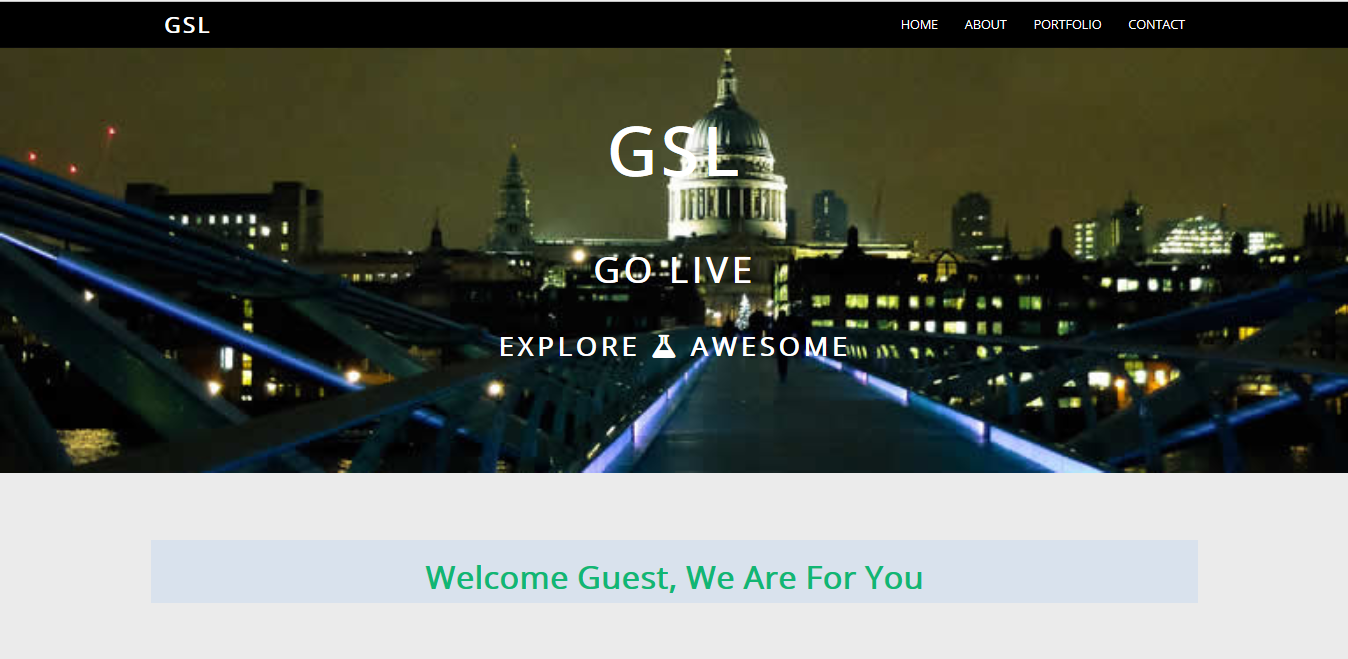 GSL HOME ABOUT PORTFOLIO CONTACT
GSL
GO LIVE
EXPLORE AWESOME
Welcome Guest, We Are For You